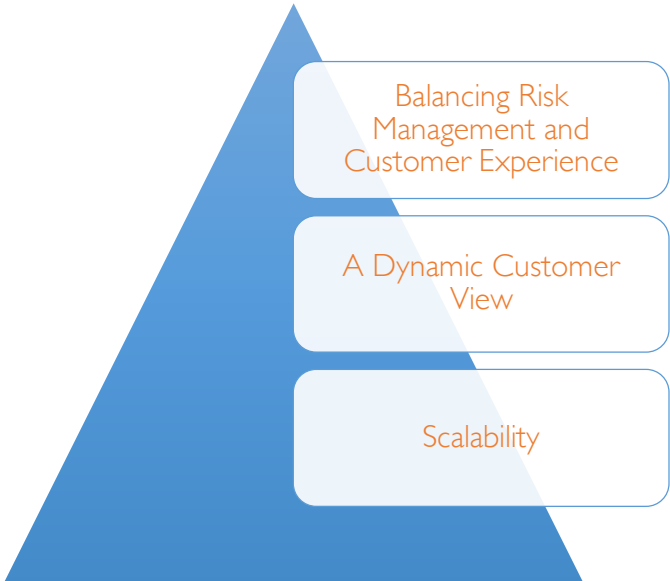 Balancing Risk
Management and
Customer Experience
A Dynamic Customer
View
Scalability